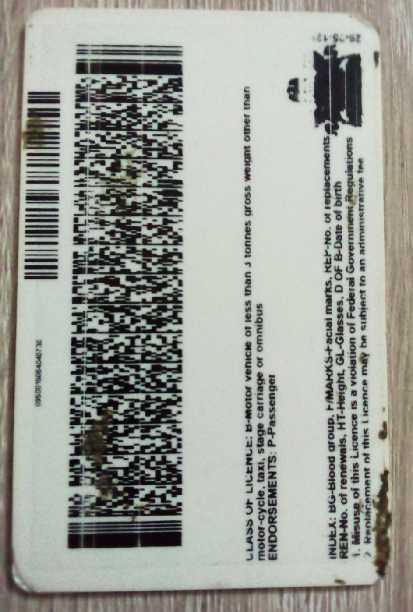 CLASS OF LICENCE: B-Motor vehicle of less than 3 tonnes gross weight other than
motor-cycle, taxi, stage carriage or omnibus
ENDORSEMENTS: P-Passenger
INDEX: BG-Blood group, F/MARKS-Facial marks, REP-No. of replacements,
REN-No. of renewals, HT-Height, GL-Glasses, D OF B-Date of birth
1. Misuse of this Licence is a violation of Federal Government Regulations
2. Replacement of this Licence may be subject to an administrative fee